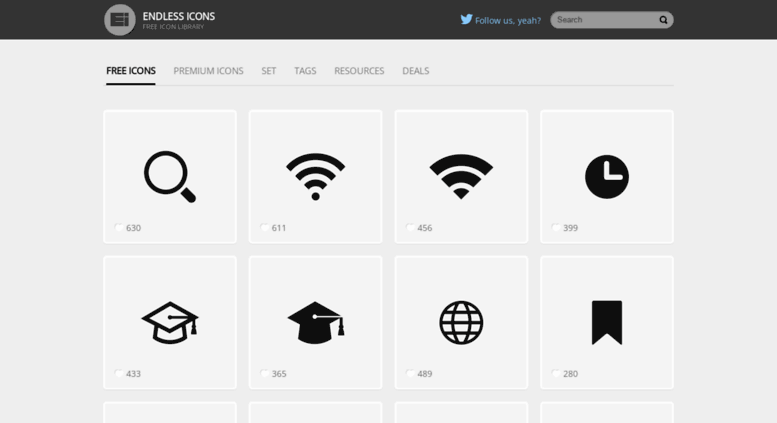 ENDLESS ICONS
FREE ICON LIBRARY
Follow us, yeah?
Search
FREE ICONS PREMIUM ICONS SET TAGS RESOURCES DEALS
630 611 456 399
433 365 489 280